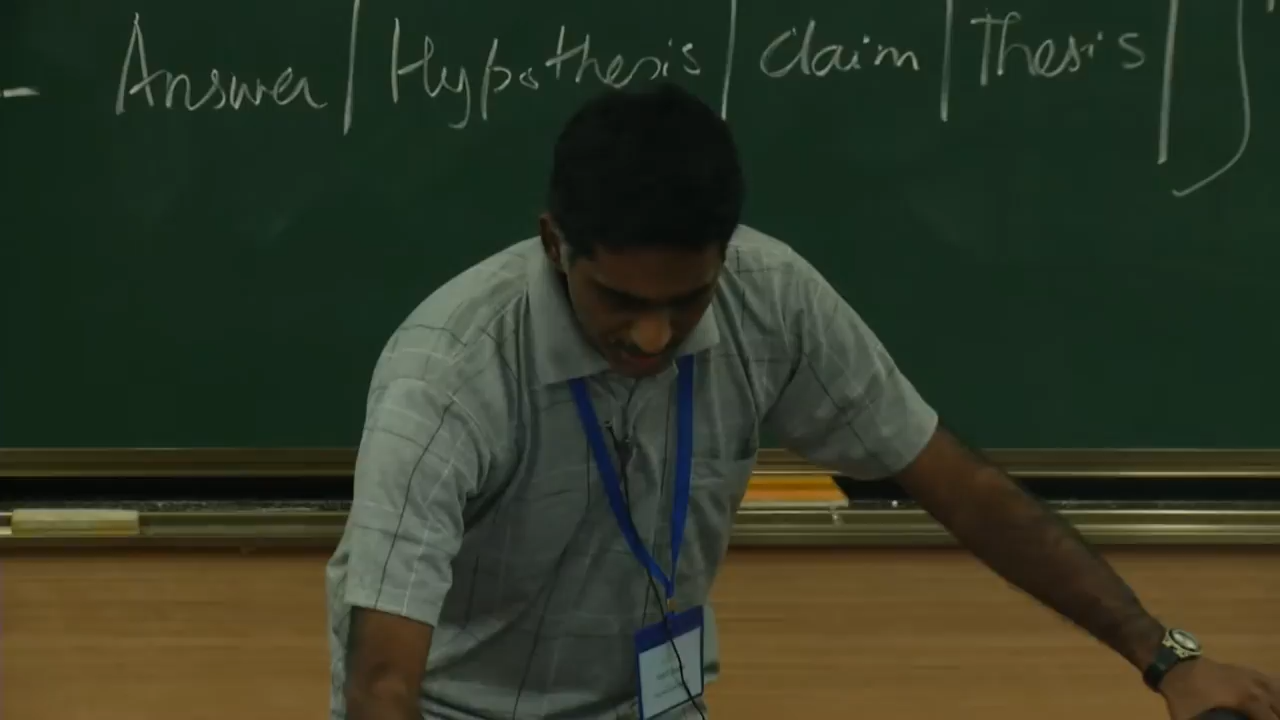 - Answer | Hypothesis | Claim | Thesis |